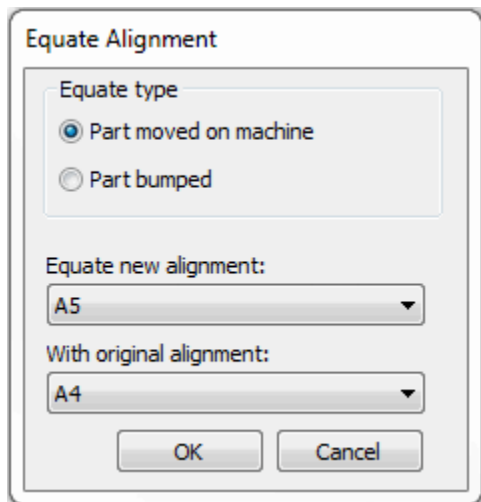 Equate Alignment
Equate type
Part moved on machine
Part bumped
Equate new alignment:
A5
With original alignment:
A4
OK Cancel